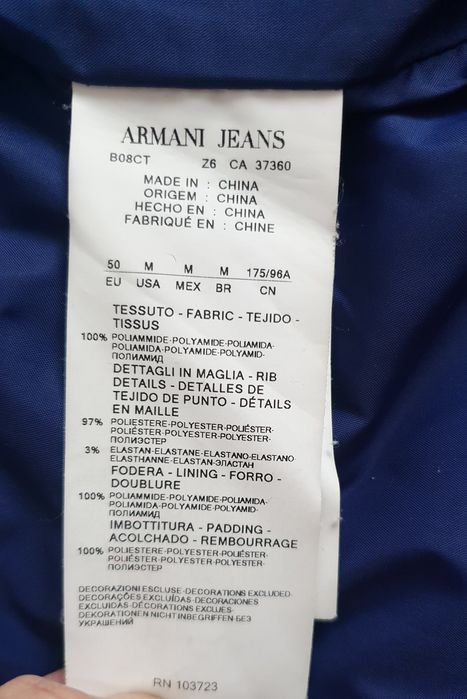 ARMANI JEANS
B08CT Z6 CA 37360
MADE IN : CHINA
ORIGEM : CHINA
HECHO EN : CHINA
FABRIQUÉ EN : CHINE
50 M M M 175/96A
EU USA MEX BR CN
TESSUTO - FABRIC - TEJIDO -
TISSUS
100% POLIAMMIDE-POLYAMIDE-POLIAMIDA-
POLIAMIDA-POLYAMIDE-POLYAMID-
ПОЛИАМИД
DETTAGLI IN MAGLIA - RIB
DETAILS - DETALLES DE
TEJIDO DE PUNTO - DÉTAILS
EN MAILLE
97% POLIESTERE-POLYESTER-POLIÉSTER-
POLIÉSTER-POLYESTER-POLYESTER-
ПОЛИЭСТЕР
3% ELASTAN-ELASTANE-ELASTANO-ELASTANO-
ELASTHANNE-ELASTAN-ЭЛАСТАН
FODERA - LINING - FORRO -
DOUBLURE
100% POLIAMMIDE-POLYAMIDE-POLIAMIDA-
POLIAMIDA-POLYAMIDE-POLYAMID-
ПОЛИАМИД
IMBOTTITURA - PADDING -
ACOLCHADO - REMBOURRAGE
100% POLIESTERE-POLYESTER-POLIÉSTER-
POLIÉSTER-POLYESTER-POLYESTER-
ПОЛИЭСТЕР
DECORAZIONI ESCLUSE-DECORATIONS EXCLUDED-
DECORAÇÕES EXCLUÍDAS-DECORACIONES
EXCLUIDAS-DÉCORATIONS EXCLUES-
DEKORATIONEN NICHT INBEGRIFFEN-БЕЗ
УКРАШЕНИЙ
RN 103723